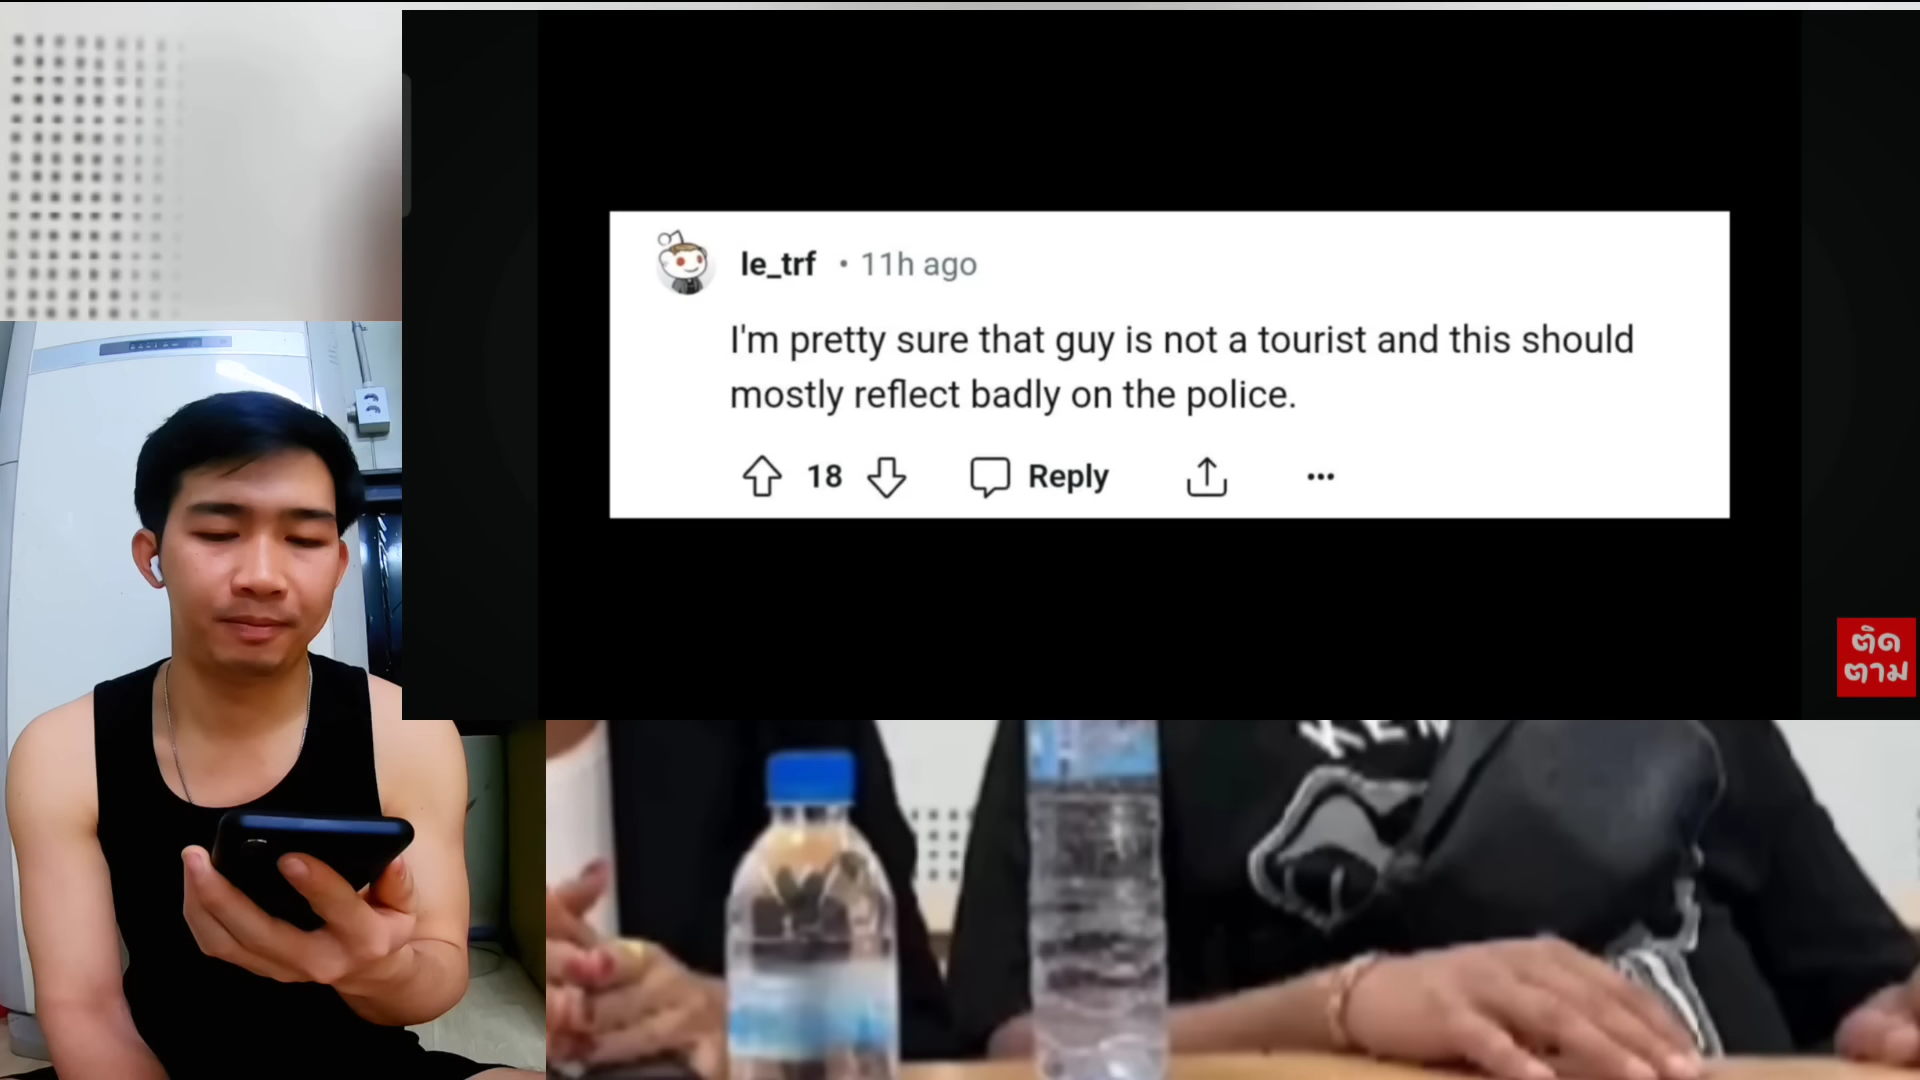 le_trf • 11h ago
I'm pretty sure that guy is not a tourist and this should
mostly reflect badly on the police.
18 Reply
ติด
ตาม